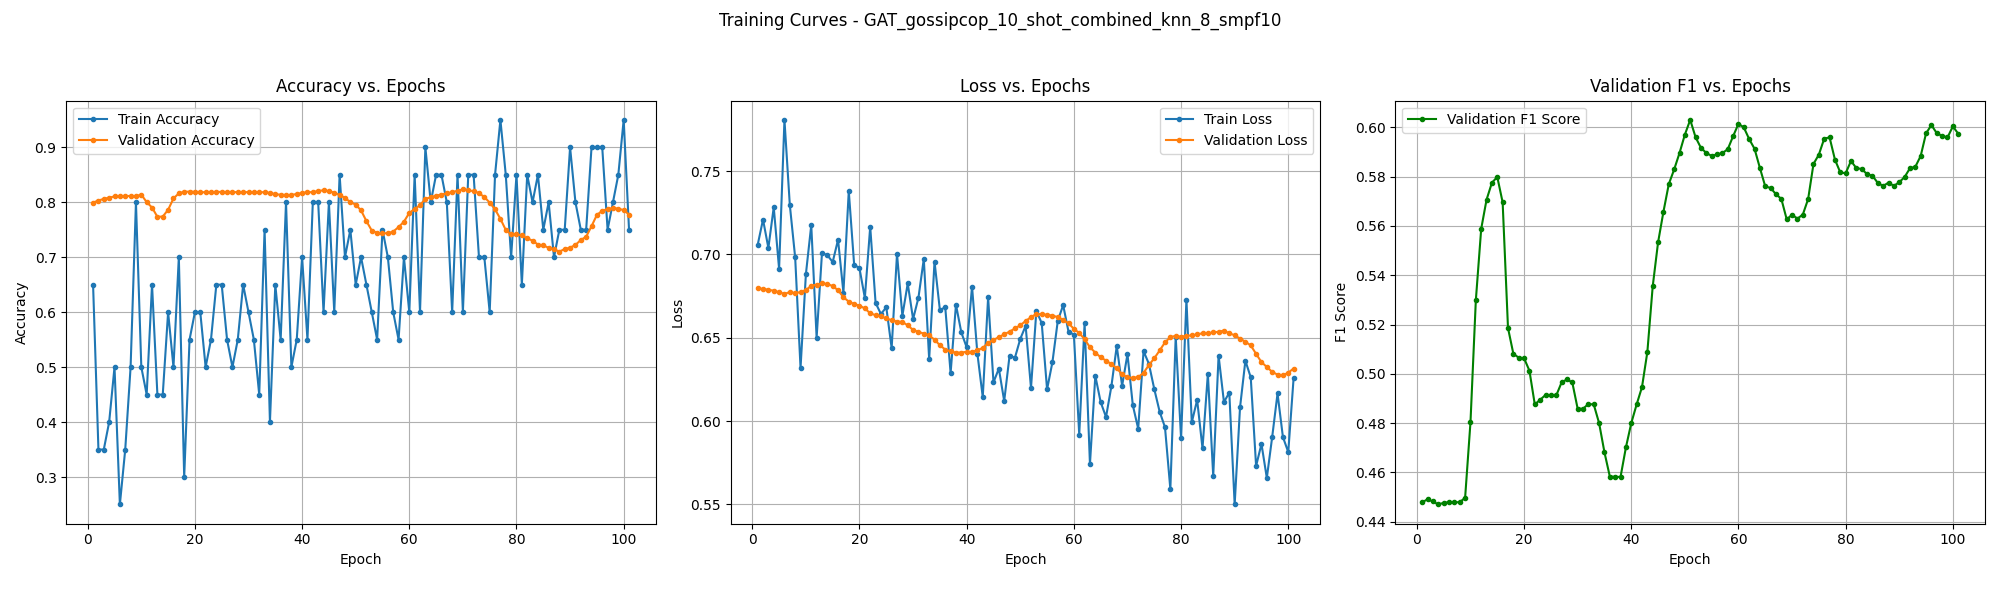 Training Curves - GAT_gossipcop_10_shot_combined_knn_8_smpf10
Accuracy vs. Epochs
Train Accuracy
Validation Accuracy
Accuracy
0.9
0.8
0.7
0.6
0.5
0.4
0.3
0 20 40 60 80 100
Epoch
Loss vs. Epochs
Train Loss
Validation Loss
Loss
0.75
0.70
0.65
0.60
0.55
0 20 40 60 80 100
Epoch
Validation F1 vs. Epochs
Validation F1 Score
F1 Score
0.60
0.58
0.56
0.54
0.52
0.50
0.48
0.46
0.44
0 20 40 60 80 100
Epoch